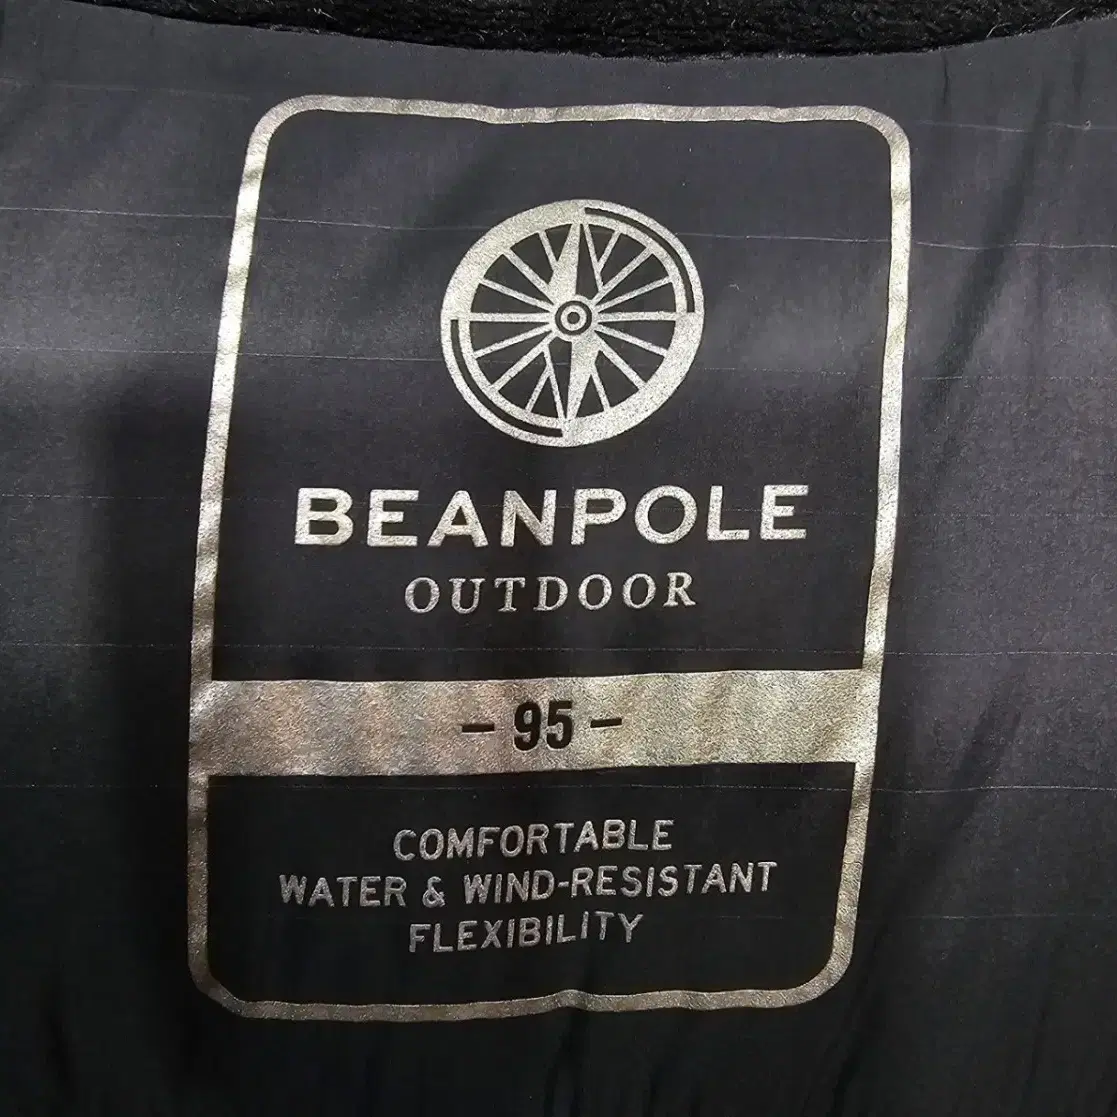 BEANPOLE
OUTDOOR
- 95 -
COMFORTABLE
WATER & WIND-RESISTANT
FLEXIBILITY